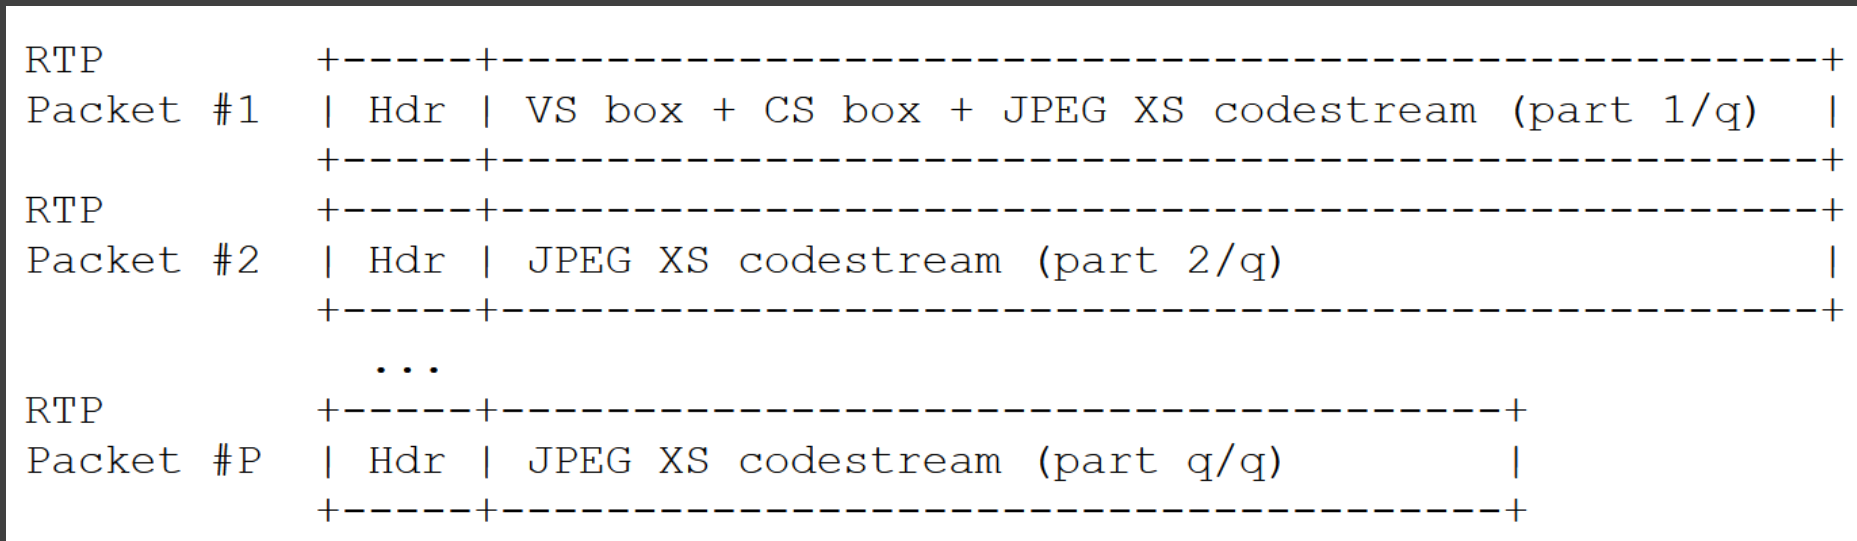 RTP              +-----+--------------------------------------------------+
Packet #1  | Hdr | VS box + CS box + JPEG XS codestream (part 1/q)  |
           +-----+--------------------------------------------------+
RTP        +-----+--------------------------------------------------+
Packet #2  | Hdr | JPEG XS codestream (part 2/q)                    |
           +-----+--------------------------------------------------+
             ...
RTP        +-----+--------------------------------------+
Packet #P  | Hdr | JPEG XS codestream (part q/q)        |
           +-----+--------------------------------------+